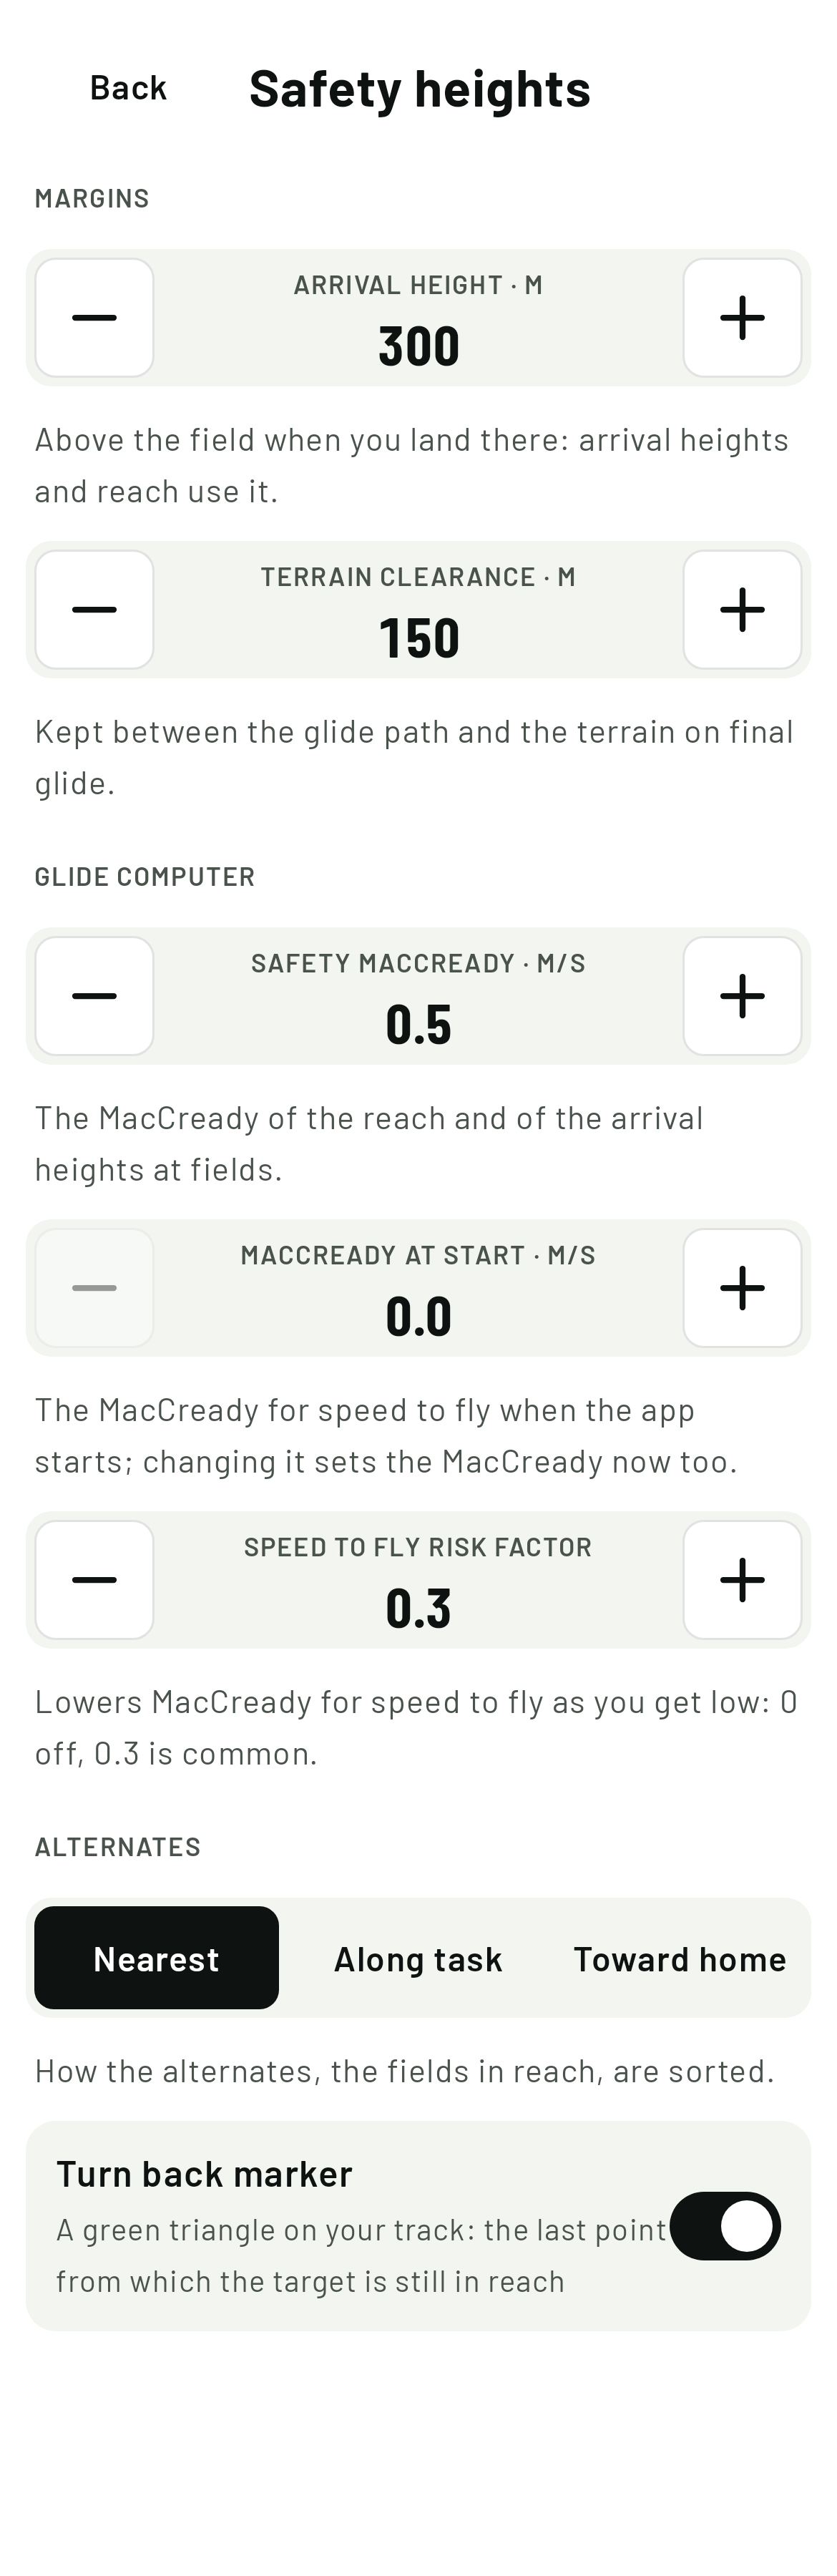 Back
Safety heights
MARGINS
ARRIVAL HEIGHT · M
300
Above the field when you land there: arrival heights
and reach use it.
TERRAIN CLEARANCE · M
150
Kept between the glide path and the terrain on final
glide.
GLIDE COMPUTER
SAFETY MACCREADY · M/S
0.5
The MacCready of the reach and of the arrival
heights at fields.
MACCREADY AT START · M/S
0.0
The MacCready for speed to fly when the app
starts; changing it sets the MacCready now too.
SPEED TO FLY RISK FACTOR
0.3
Lowers MacCready for speed to fly as you get low: 0
off, 0.3 is common.
ALTERNATES
Nearest
Along task
Toward home
How the alternates, the fields in reach, are sorted.
Turn back marker
A green triangle on your track: the last point
from which the target is still in reach